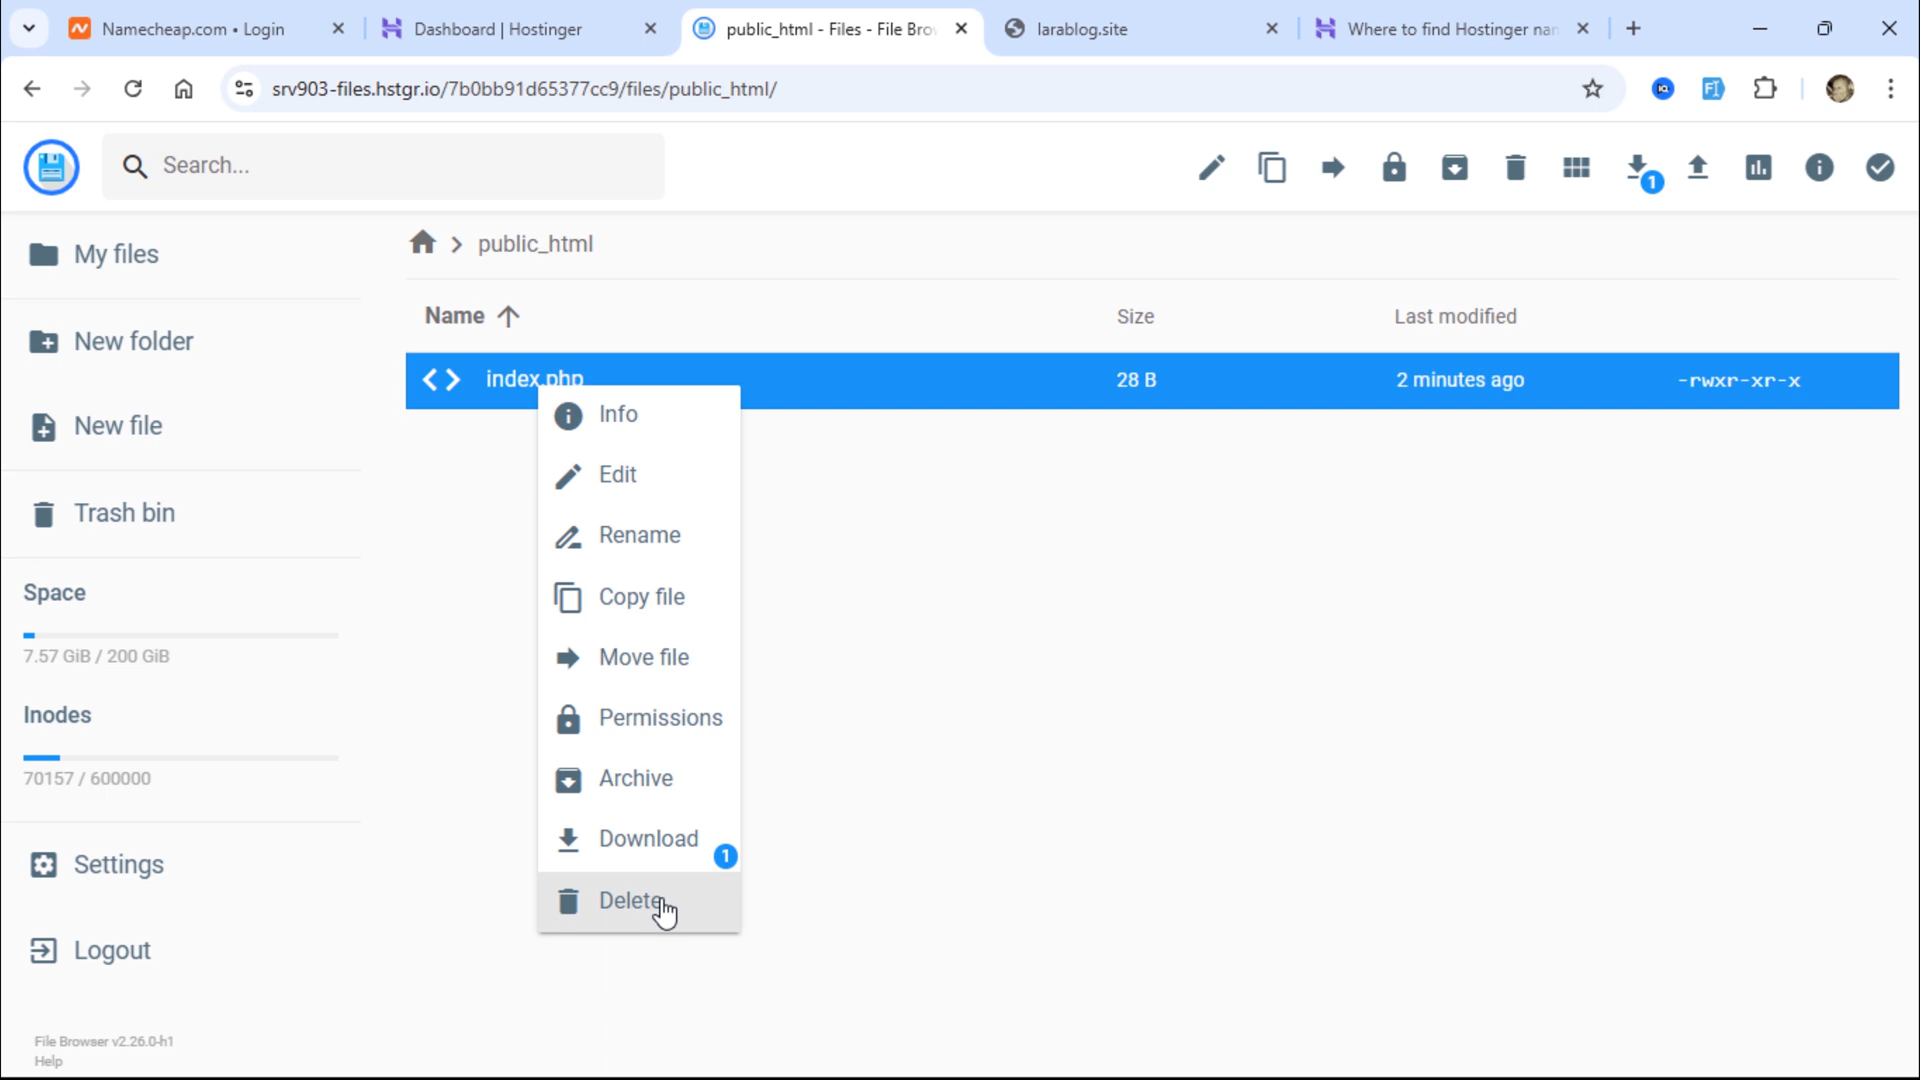 Namecheap.com • Login
Dashboard | Hostinger
public_html - Files - File Brow
larablog.site
Where to find Hostinger nam
srv903-files.hstgr.io/7b0bb91d65377cc9/files/public_html/
Search...
1
My files
New folder
New file
Trash bin
Space
7.57 GiB / 200 GiB
Inodes
70157 / 600000
Settings
Logout
File Browser v2.26.0-h1
Help
public_html
Name Size Last modified
index.php 28 B 2 minutes ago -rwxr-xr-x
Info
Edit
Rename
Copy file
Move file
Permissions
Archive
Download 1
Delete